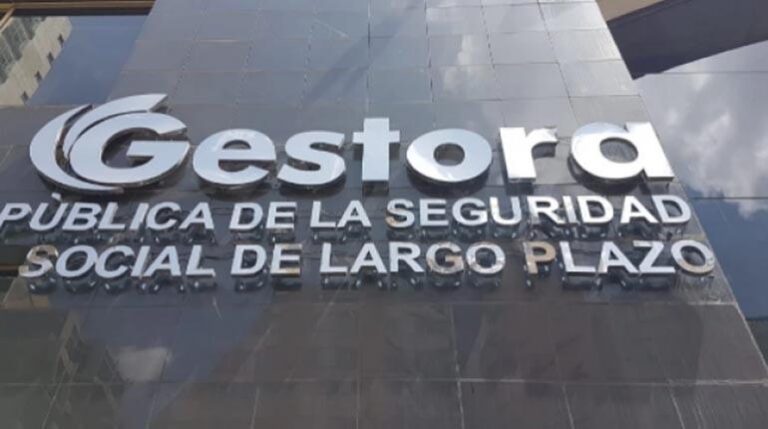 Gestora
PÚBLICA DE LA SEGURIDAD
SOCIAL DE LARGO PLAZO